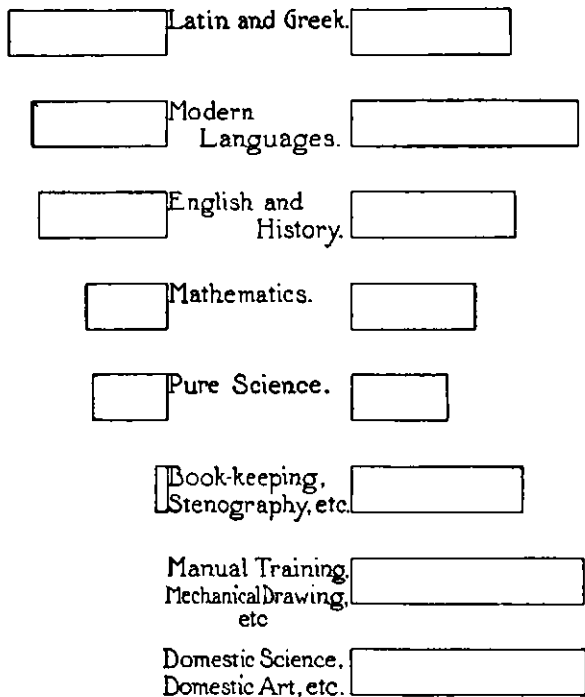 Latin and Greek.
Modern
Languages.
English and
History.
Mathematics.
Pure Science.
Book-keeping,
Stenography, etc.
Manual Training,
Mechanical Drawing,
etc
Domestic Science,
Domestic Art, etc.